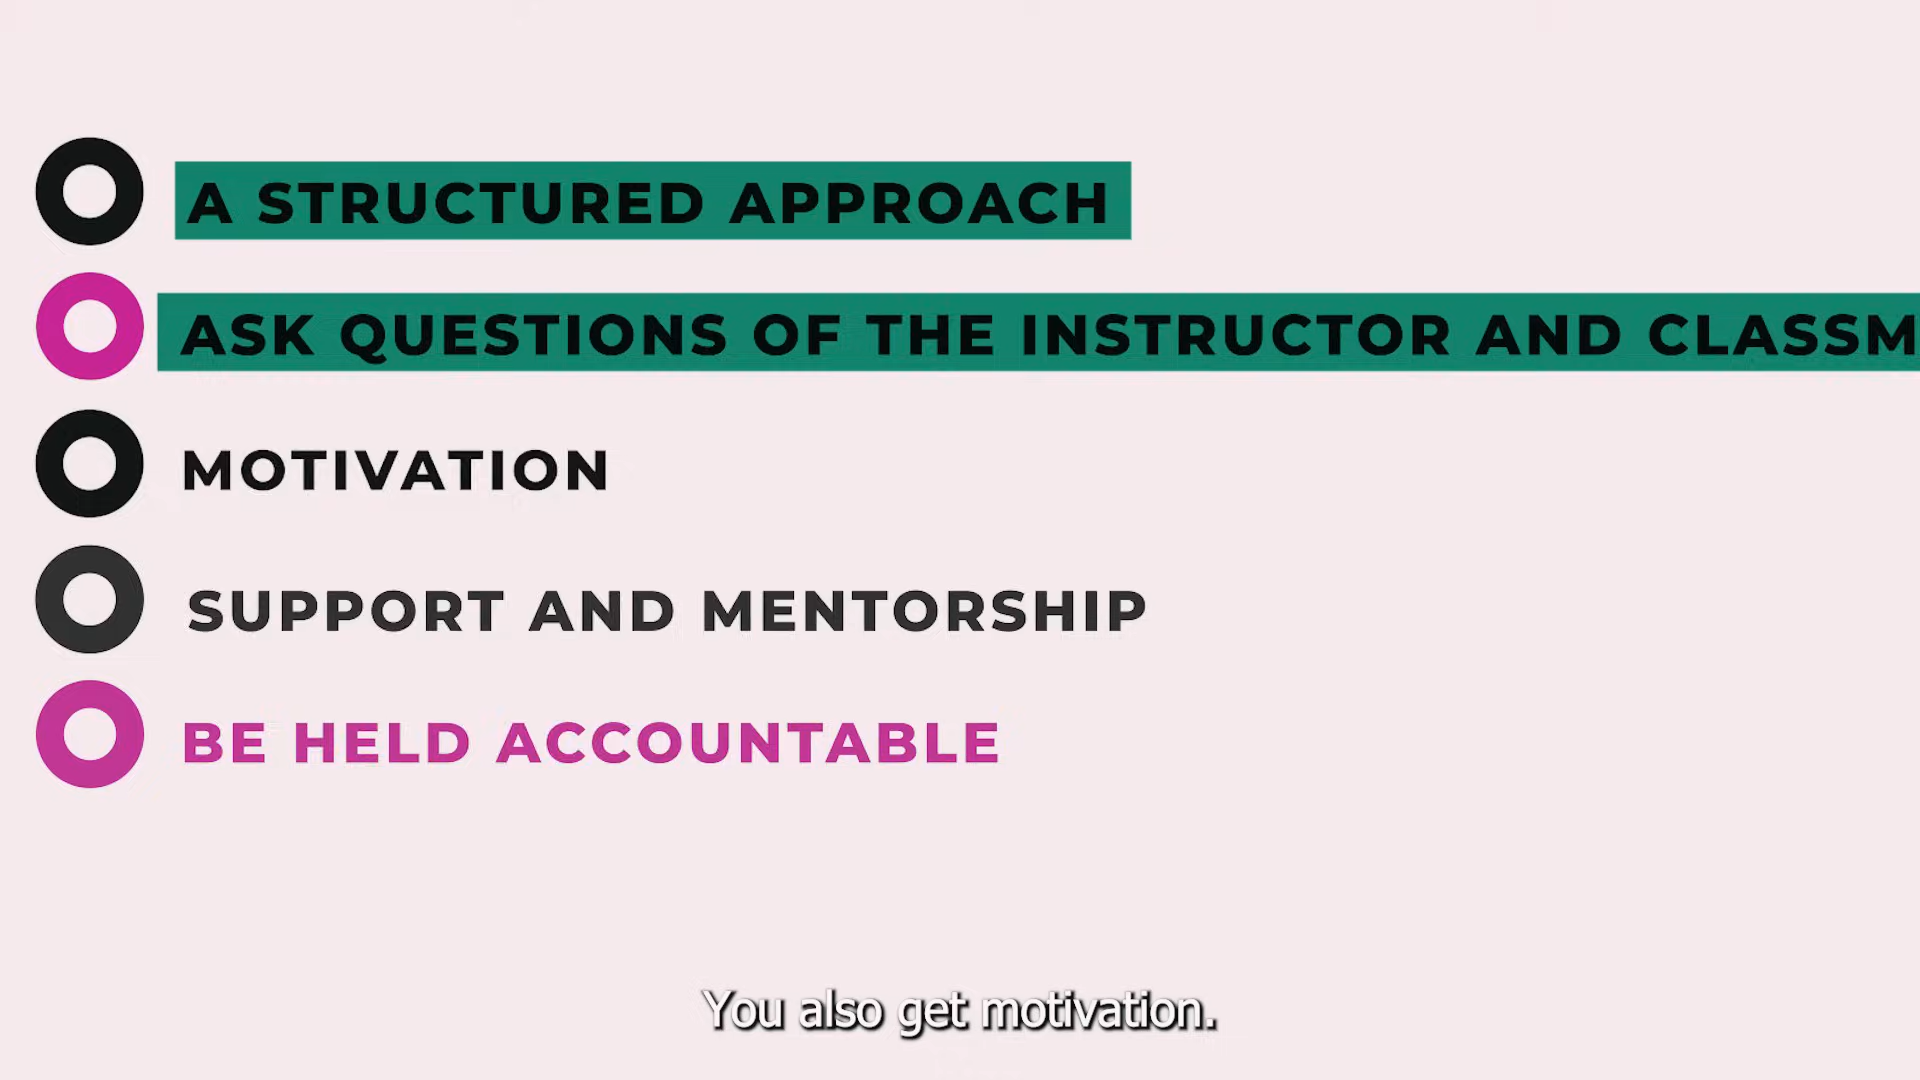 A STRUCTURED APPROACH
ASK QUESTIONS OF THE INSTRUCTOR AND CLASSM
MOTIVATION
SUPPORT AND MENTORSHIP
BE HELD ACCOUNTABLE
You also get motivation.